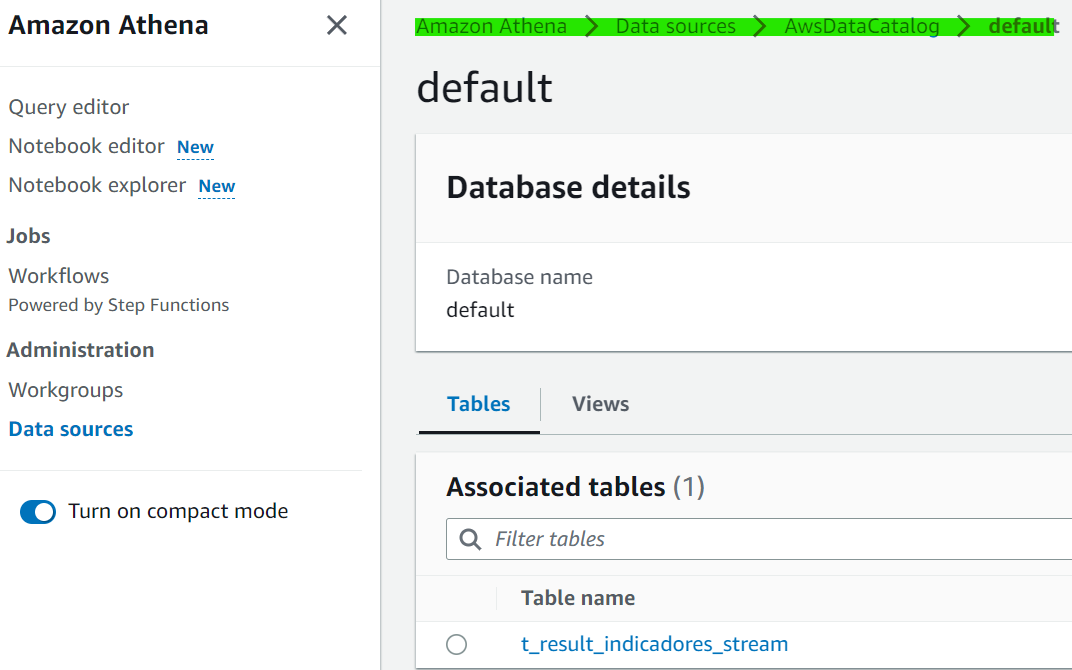 Amazon Athena
Query editor
Notebook editor New
Notebook explorer New
Jobs
Workflows
Powered by Step Functions
Administration
Workgroups
Data sources
Turn on compact mode
Amazon Athena > Data sources > AwsDataCatalog > default
default
Database details
Database name
default
Tables
Views
Associated tables (1)
Filter tables
Table name
t_result_indicadores_stream